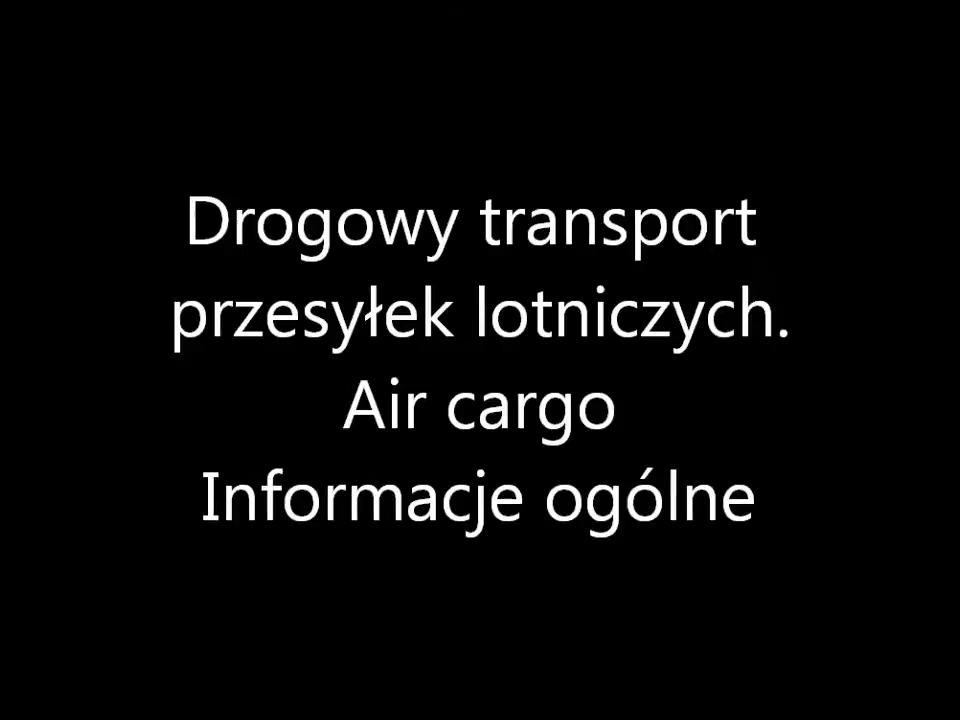 Drogowy transport
przesyłek lotniczych.
Air cargo
Informacje ogólne